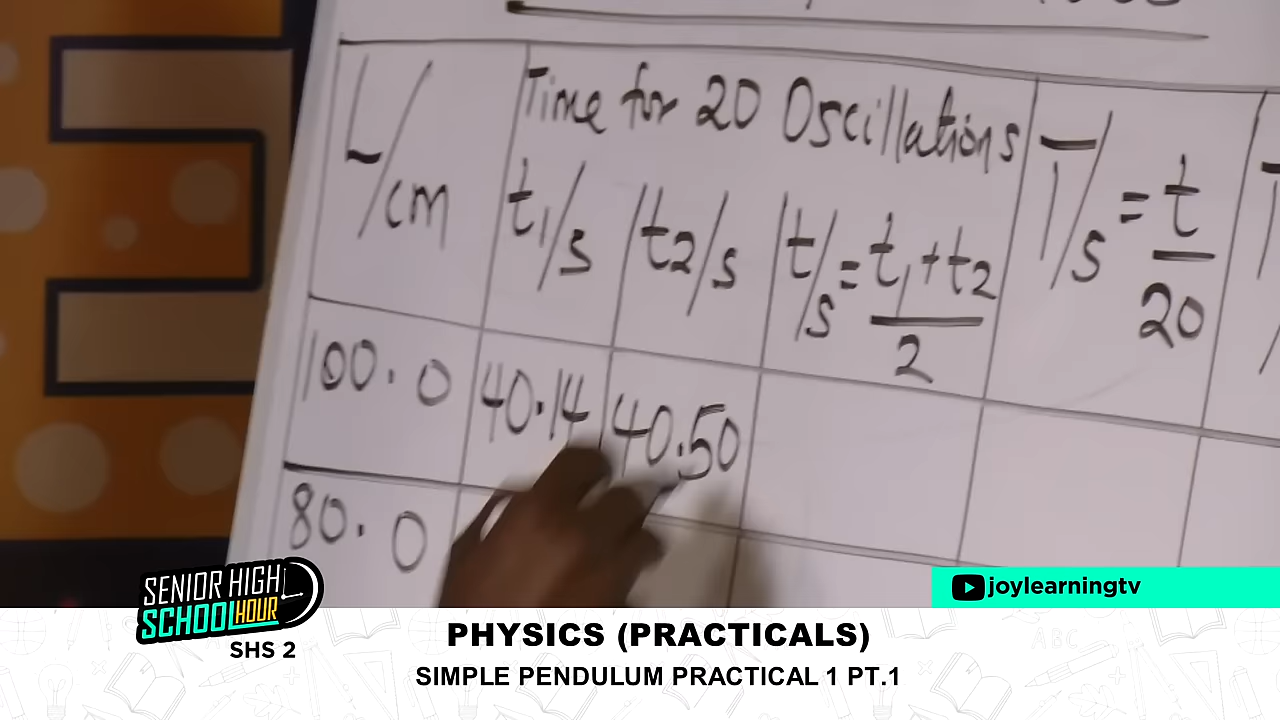 L/cm
Time for 20 Oscillations
t1/s
t2/s
t/s = t1+t2
2
T/s = t
20
100.0
40.14
40.50
80.0
SENIOR HIGH
SCHOOL HOUR
SHS 2
joylearningtv
PHYSICS (PRACTICALS)
SIMPLE PENDULUM PRACTICAL 1 PT.1